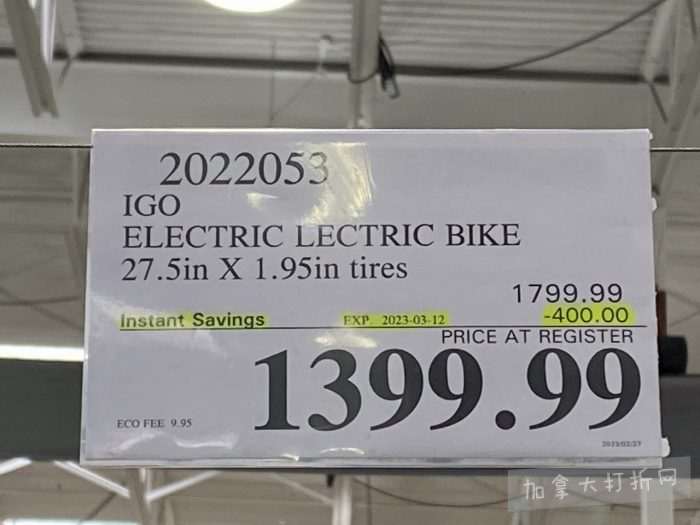 2022053
IGO
ELECTRIC LECTRIC BIKE
27.5in X 1.95in tires
1799.99
Instant Savings EXP. 2023-03-12 -400.00
PRICE AT REGISTER
1399.99
ECO FEE 9.95
2023/02/27
加拿大打折网